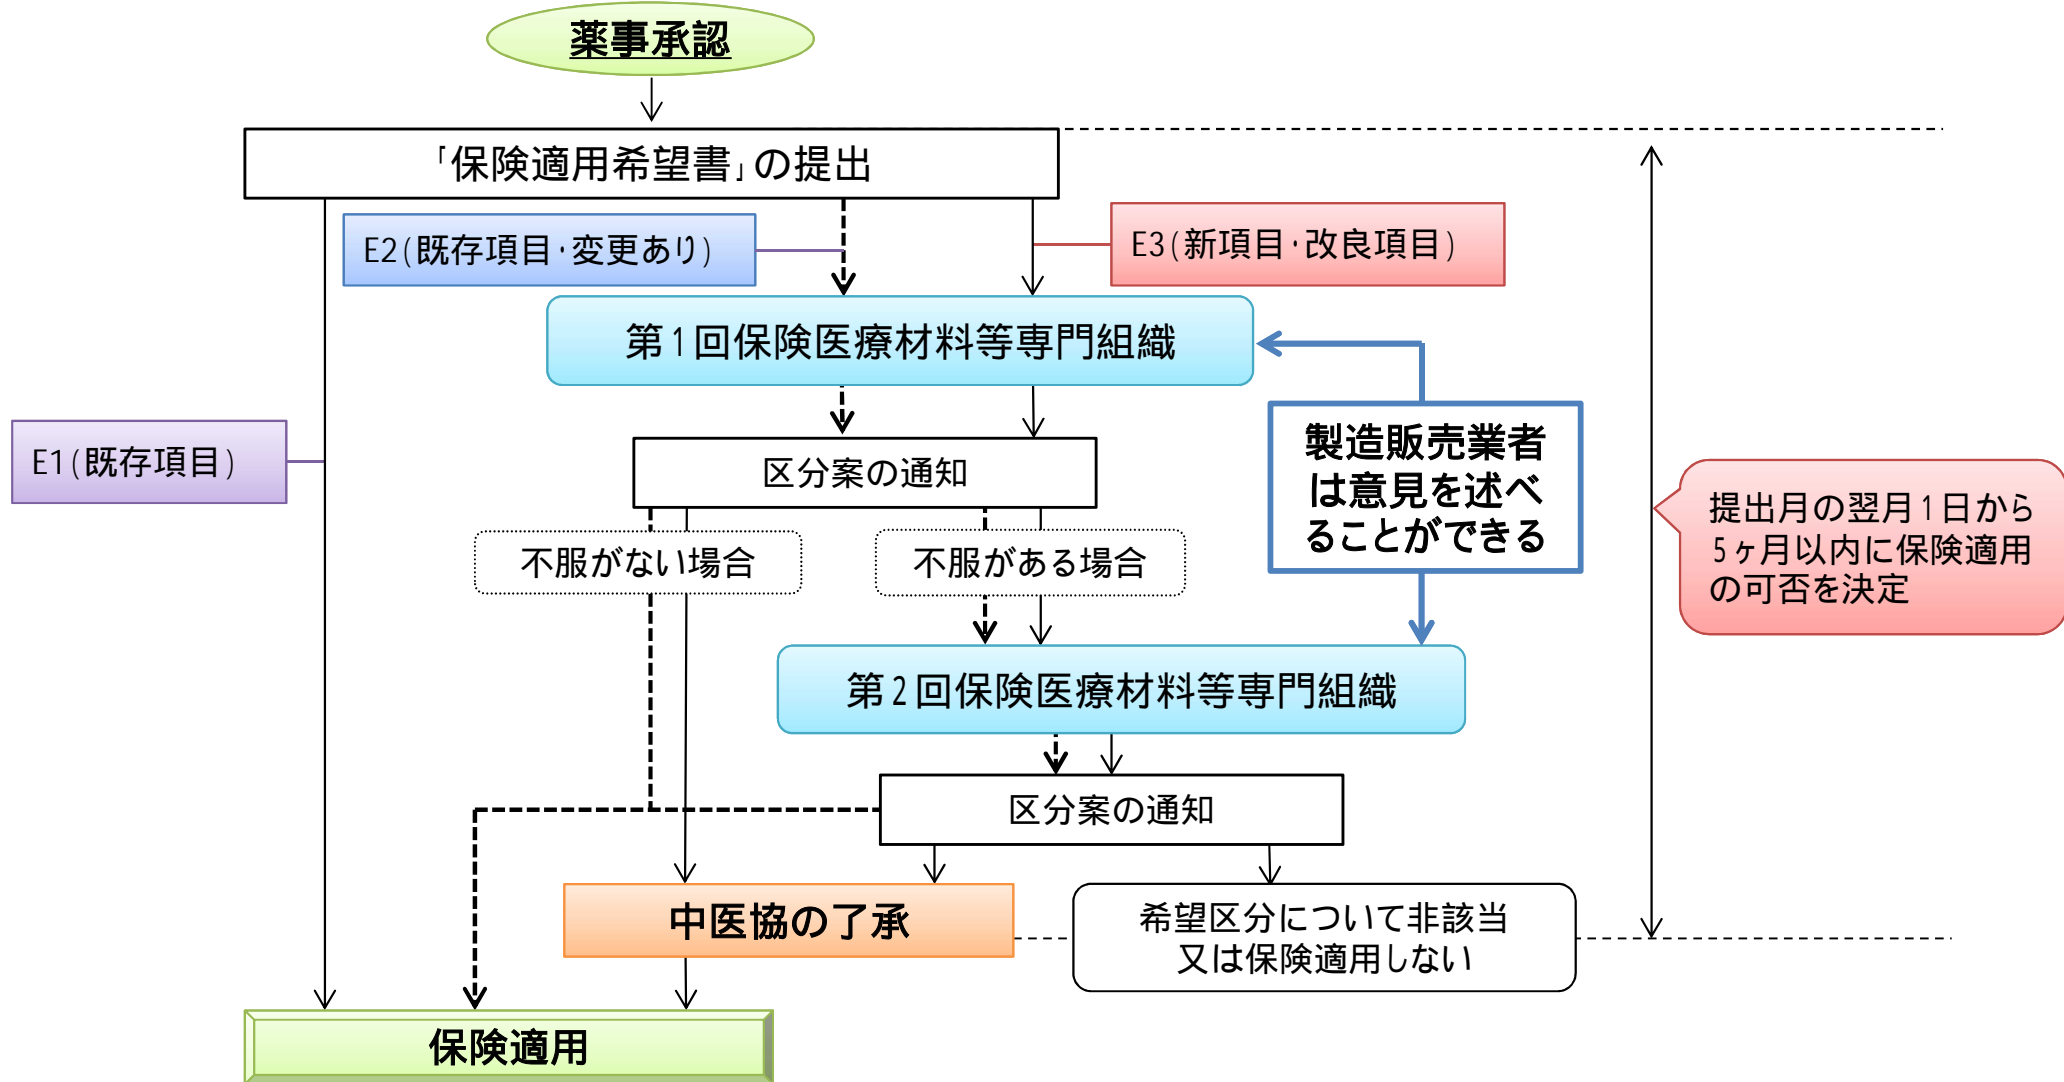 薬事承認
「保険適用希望書」の提出
E2(既存項目・変更あり)
E3(新項目・改良項目)
第1回保険医療材料等専門組織
E1(既存項目)
区分案の通知
製造販売業者
は意見を述べ
ることができる
提出月の翌月1日から
5ヶ月以内に保険適用
の可否を決定
不服がない場合
不服がある場合
第2回保険医療材料等専門組織
区分案の通知
中医協の了承
希望区分について非該当
又は保険適用しない
保険適用